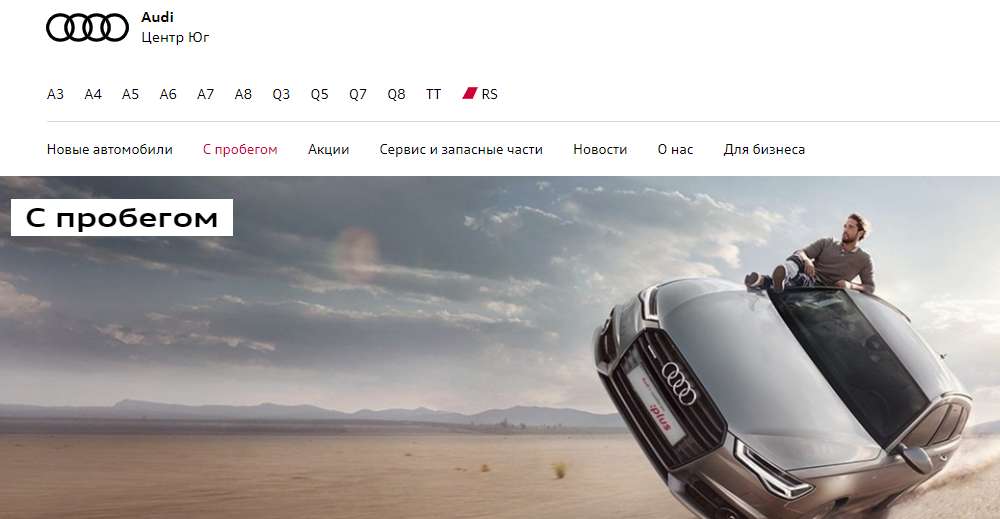 Audi
Центр Юг
A3 A4 A5 A6 A7 A8 Q3 Q5 Q7 Q8 TT RS
Новые автомобили С пробегом Акции Сервис и запасные части Новости О нас Для бизнеса
С пробегом
:plus